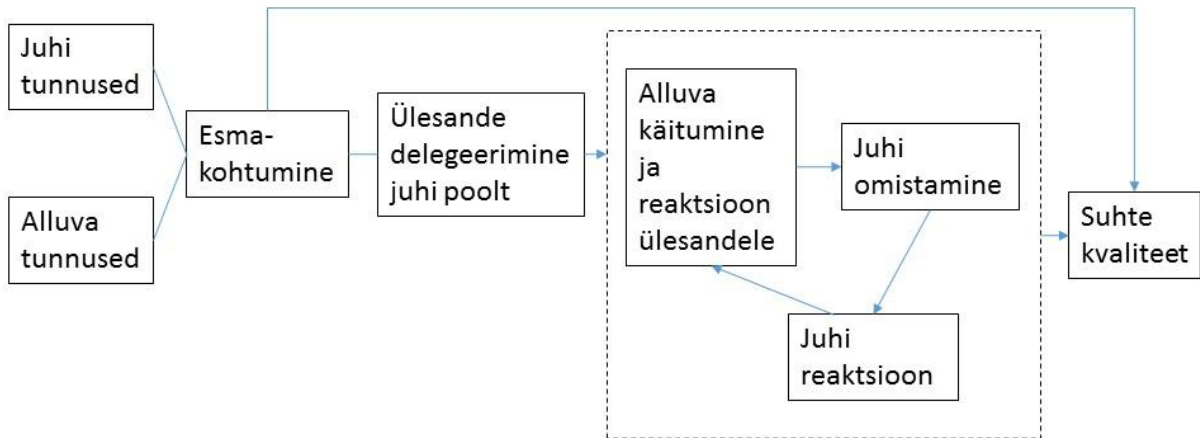 Juhi
tunnused
Alluva
tunnused
Esma-
kohtumine
Ülesande
delegeerimine
juhi poolt
Alluva
käitumine
ja
reaktsioon
ülesandele
Juhi
omistamine
Juhi
reaktsioon
Suhte
kvaliteet